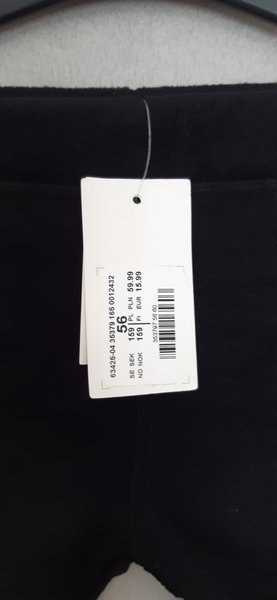 63425-04 36379 165 0012432
56
SE SEK 159 PL PLN 59.99
NO NOK 159 FI EUR 15.99